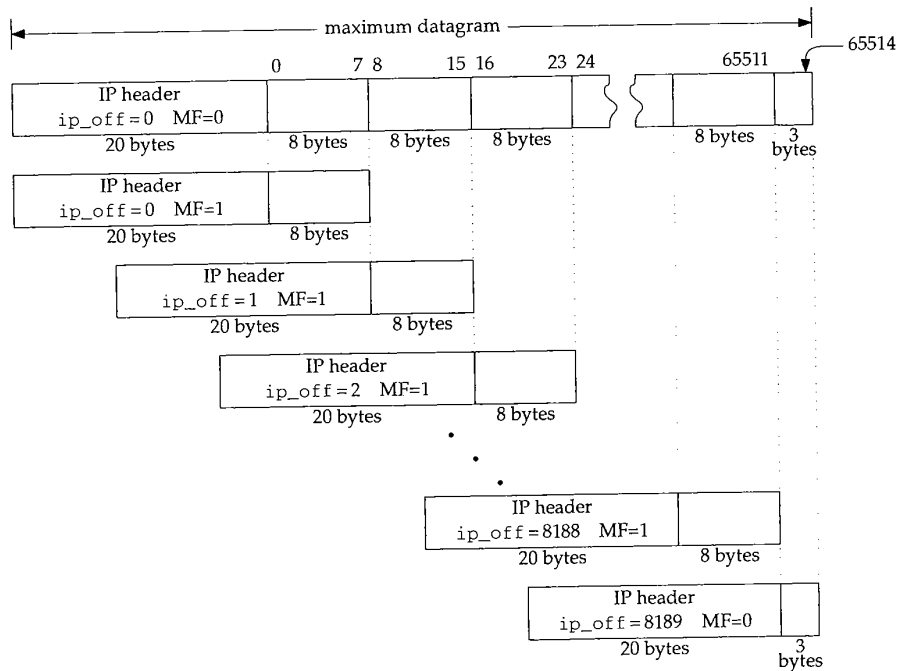 maximum datagram
65514
0 7 8 15 16 23 24 65511
IP header
ip_off=0 MF=0
20 bytes 8 bytes 8 bytes 8 bytes 8 bytes 3
bytes
IP header
ip_off=0 MF=1
20 bytes 8 bytes
IP header
ip_off=1 MF=1
20 bytes 8 bytes
IP header
ip_off=2 MF=1
20 bytes 8 bytes
IP header
ip_off=8188 MF=1
20 bytes 8 bytes
IP header
ip_off=8189 MF=0
20 bytes 3
bytes